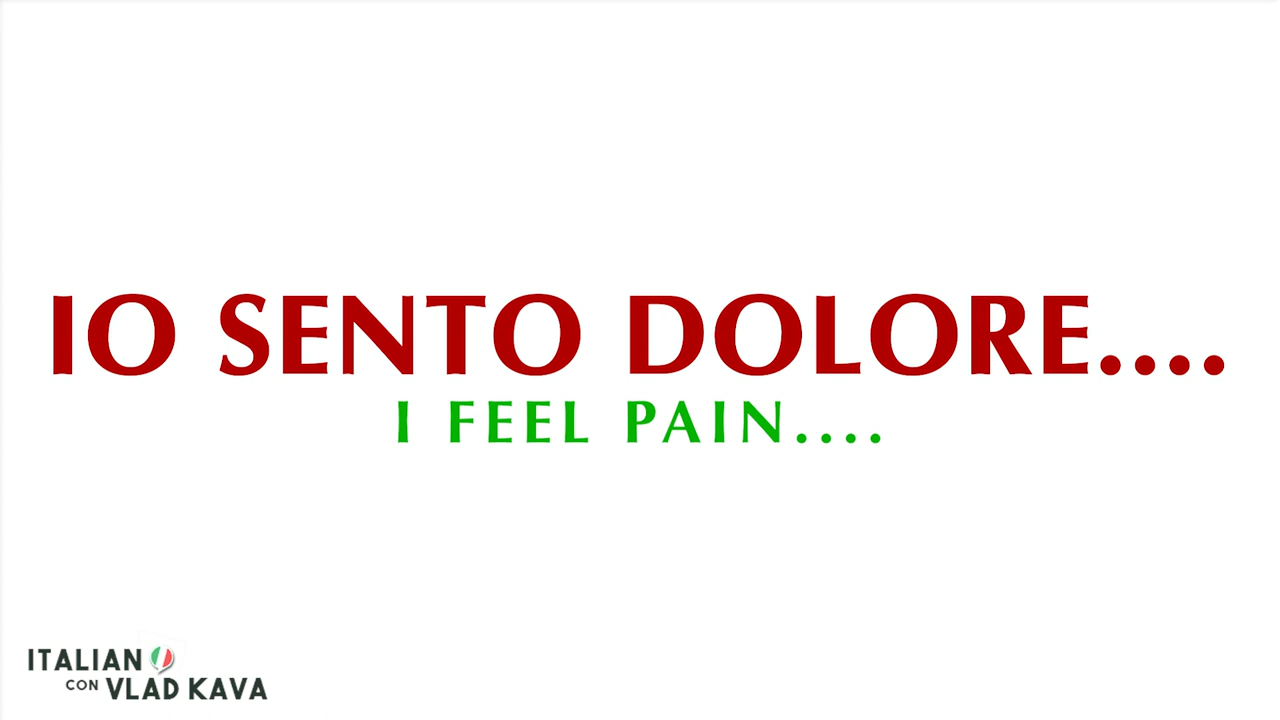 IO SENTO DOLORE....
I FEEL PAIN....
ITALIAN
CON VLAD KAVA